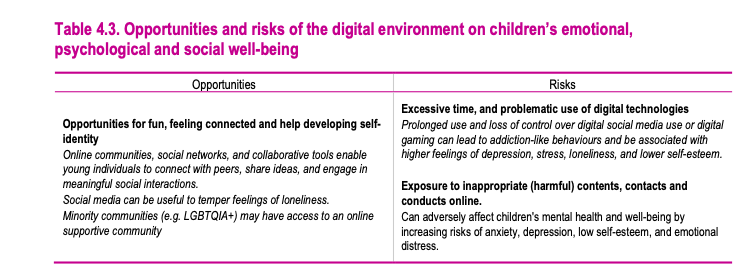 Table 4.3. Opportunities and risks of the digital environment on children's emotional,
psychological and social well-being
Opportunities
Risks
Opportunities for fun, feeling connected and help developing self-
identity
Online communities, social networks, and collaborative tools enable
young individuals to connect with peers, share ideas, and engage in
meaningful social interactions.
Social media can be useful to temper feelings of loneliness.
Minority communities (e.g. LGBTQIA+) may have access to an online
supportive community
Excessive time, and problematic use of digital technologies
Prolonged use and loss of control over digital social media use or digital
gaming can lead to addiction-like behaviours and be associated with
higher feelings of depression, stress, loneliness, and lower self-esteem.
Exposure to inappropriate (harmful) contents, contacts and
conducts online.
Can adversely affect children's mental health and well-being by
increasing risks of anxiety, depression, low self-esteem, and emotional
distress.